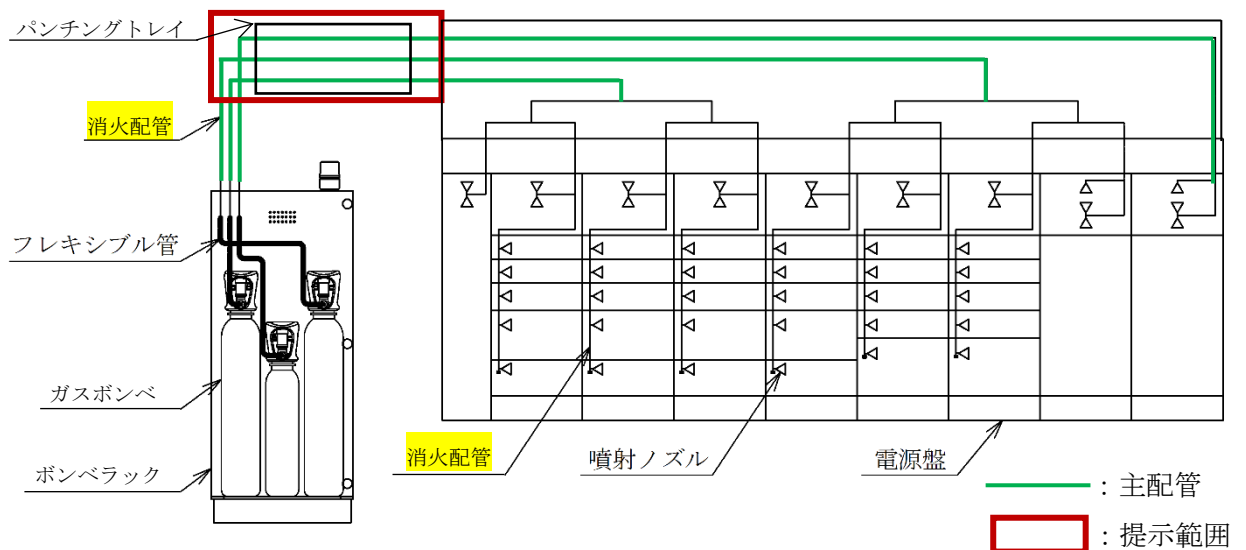 パンチングトレイ
消火配管
フレキシブル管
ガスボンベ
ボンベラック
消火配管
噴射ノズル
電源盤
：主配管
：提示範囲